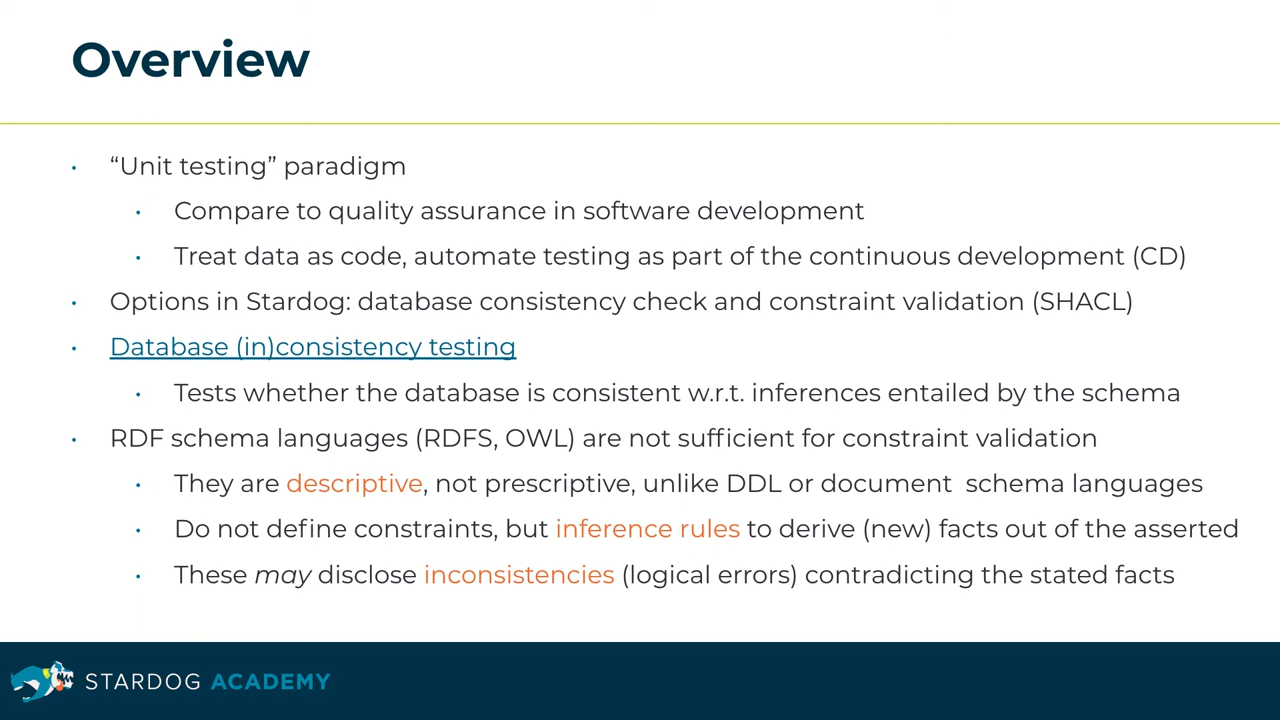 Overview
• “Unit testing” paradigm
• Compare to quality assurance in software development
• Treat data as code, automate testing as part of the continuous development (CD)
• Options in Stardog: database consistency check and constraint validation (SHACL)
• Database (in)consistency testing
• Tests whether the database is consistent w.r.t. inferences entailed by the schema
• RDF schema languages (RDFS, OWL) are not sufficient for constraint validation
• They are descriptive, not prescriptive, unlike DDL or document  schema languages
• Do not define constraints, but inference rules to derive (new) facts out of the asserted
• These may disclose inconsistencies (logical errors) contradicting the stated facts
STARDOG ACADEMY